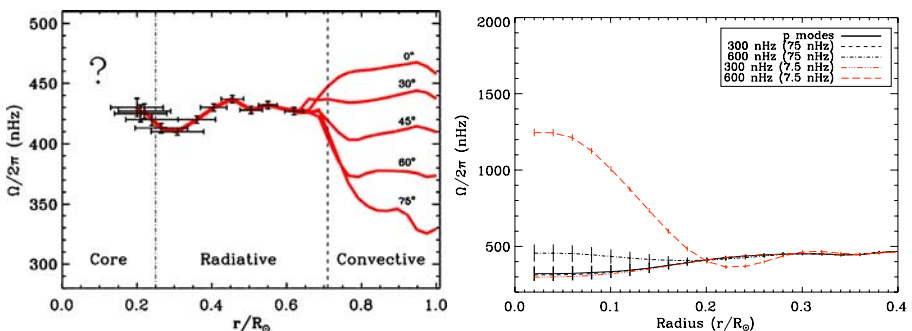 500
450
400
350
300
Ω/2π (nHz)
?
0°
30°
45°
60°
75°
Core
Radiative
Convective
0.0
0.2
0.4
0.6
0.8
1.0
r/R⊙
2000
1500
1000
500
Ω/2π (nHz)
p modes
300 nHz (75 nHz)
600 nHz (75 nHz)
300 nHz (7.5 nHz)
600 nHz (7.5 nHz)
0.0
0.1
0.2
0.3
0.4
Radius (r/R⊙)